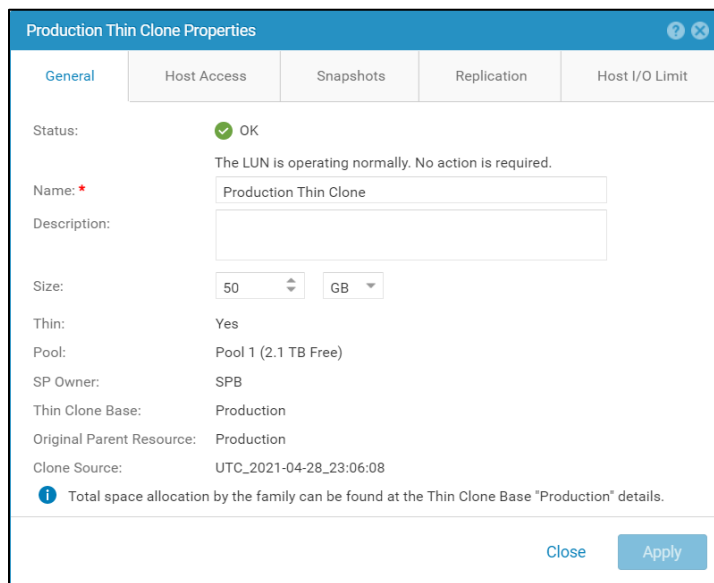 Production Thin Clone Properties
General Host Access Snapshots Replication Host I/O Limit
Status: OK
The LUN is operating normally. No action is required.
Name: * Production Thin Clone
Description:
Size: 50 GB
Thin: Yes
Pool: Pool 1 (2.1 TB Free)
SP Owner: SPB
Thin Clone Base: Production
Original Parent Resource: Production
Clone Source: UTC_2021-04-28_23:06:08
Total space allocation by the family can be found at the Thin Clone Base "Production" details.
Close Apply